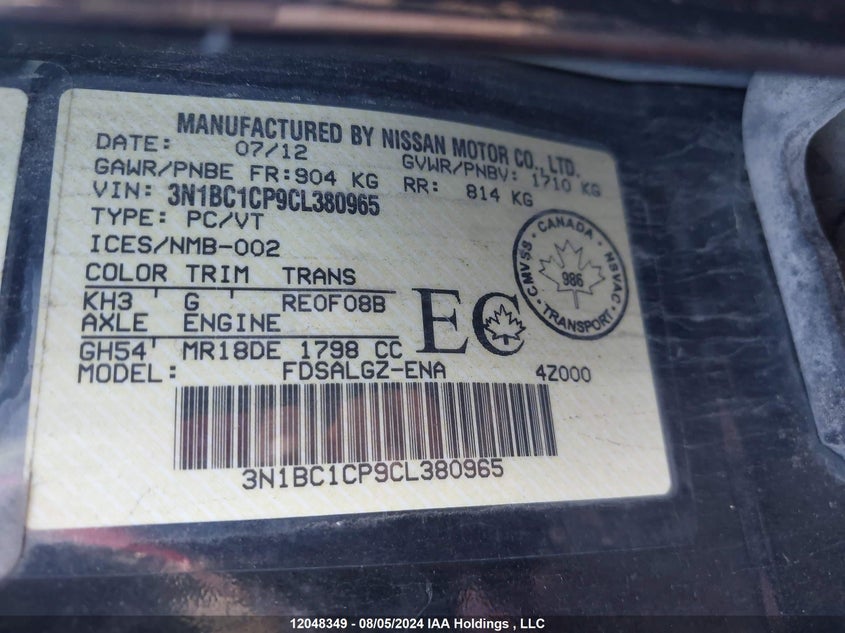 MANUFACTURED BY NISSAN MOTOR CO., LTD.
DATE: 07/12 GVWR/PNBV: 1710 KG
GAWR/PNBE FR: 904 KG RR: 814 KG
VIN: 3N1BC1CP9CL380965
TYPE: PC/VT
ICES/NMB-002
COLOR TRIM TRANS
KH3 G RE0F08B
AXLE ENGINE
GH54 MR18DE 1798 CC
MODEL: FDSALGZ-ENA 4Z000
3N1BC1CP9CL380965
EC
CANADA
CMVSS NSVAC
986
TRANSPORT
12048349 - 08/05/2024 IAA Holdings , LLC